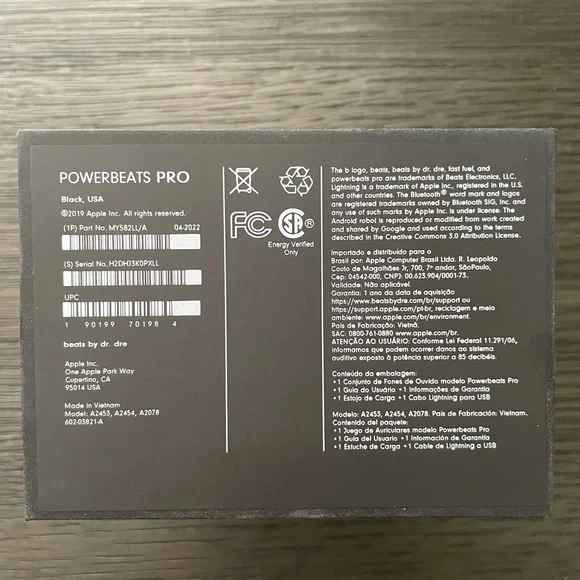 POWERBEATS PRO
Black, USA
©2019 Apple Inc. All rights reserved.
(1P) Part No. MY582LL/A 04-2022
(S) Serial No. H2DHJ3K0PXLL
UPC
1 90199 70198 4
beats by dr. dre
Apple Inc.
One Apple Park Way
Cupertino, CA
95014 USA
Made in Vietnam
Model: A2453, A2454, A2078
602-03821-A
FC
SA®
Energy Verified
Only
The b logo, beats, beats by dr. dre, fast fuel, and
powerbeats pro are trademarks of Beats Electronics, LLC.
Lightning is a trademark of Apple Inc., registered in the U.S.
and other countries. The Bluetooth® word mark and logos
are registered trademarks owned by Bluetooth SIG, Inc. and
any use of such marks by Apple Inc. is under license. The
Android robot is reproduced or modified from work created
and shared by Google and used according to the terms
described in the Creative Commons 3.0 Attribution License.
Importado e distribuído para o
Brasil por: Apple Computer Brasil Ltda. R. Leopoldo
Couto de Magalhães Jr, 700, 7º andar, SãoPaulo,
Cep: 04542-000, CNPJ: 00.623.904/0001-73.
Validade: Não aplicável.
Garantia: 1 ano da data de aquisição
https://www.beatsbydre.com/br/support ou
https://support.apple.com/pt-br, reciclagem e meio
ambiente: www.apple.com/br/environment.
País de Fabricação: Vietnã.
SAC: 0800-761-0880 www.apple.com/br.
ATENÇÃO AO USUÁRIO: Conforme Lei Federal 11.291/06,
informamos que podem ocorrer danos ao sistema
auditivo exposto à potência superior a 85 decibéis.
Conteúdo da embalagem:
• 1 Conjunto de Fones de Ouvido modelo Powerbeats Pro
• 1 Guia do Usuário • 1 Informações de Garantia
• 1 Estojo de Carga • 1 Cabo Lightning para USB
Modelo: A2453, A2454, A2078. País de Fabricación: Vietnam.
Contenido del paquete:
• 1 Juego de Auriculares modelo Powerbeats Pro
• 1 Guía del Usuario • 1 Información de Garantía
• 1 Estuche de Carga • 1 Cable de Lightning a USB